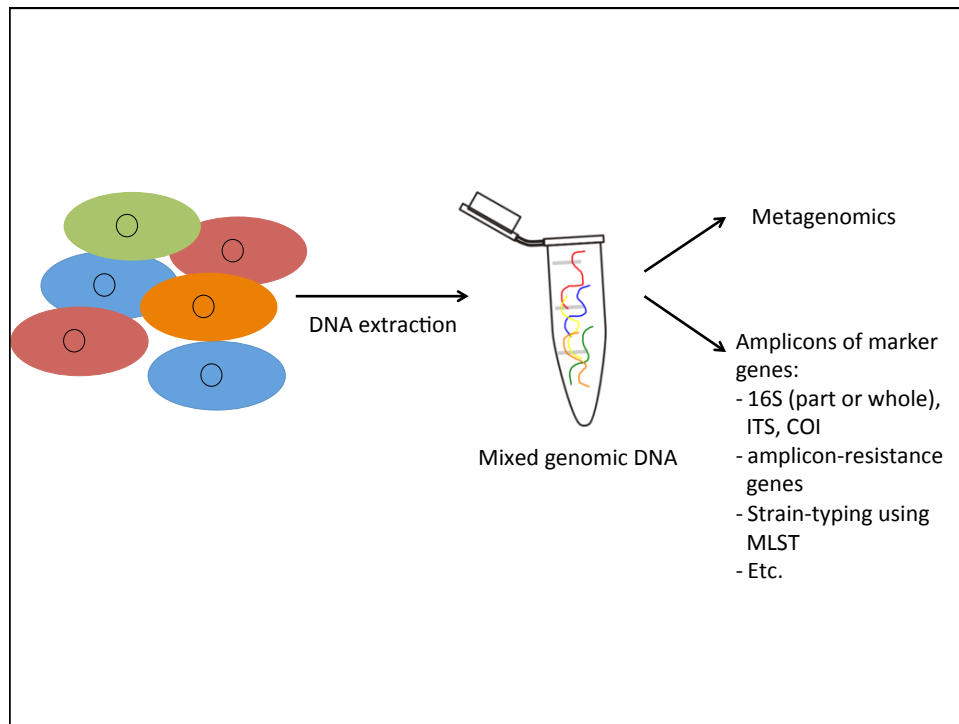 DNA extraction
Mixed genomic DNA
Metagenomics
Amplicons of marker
genes:
- 16S (part or whole),
ITS, COI
- amplicon-resistance
genes
- Strain-typing using
MLST
- Etc.